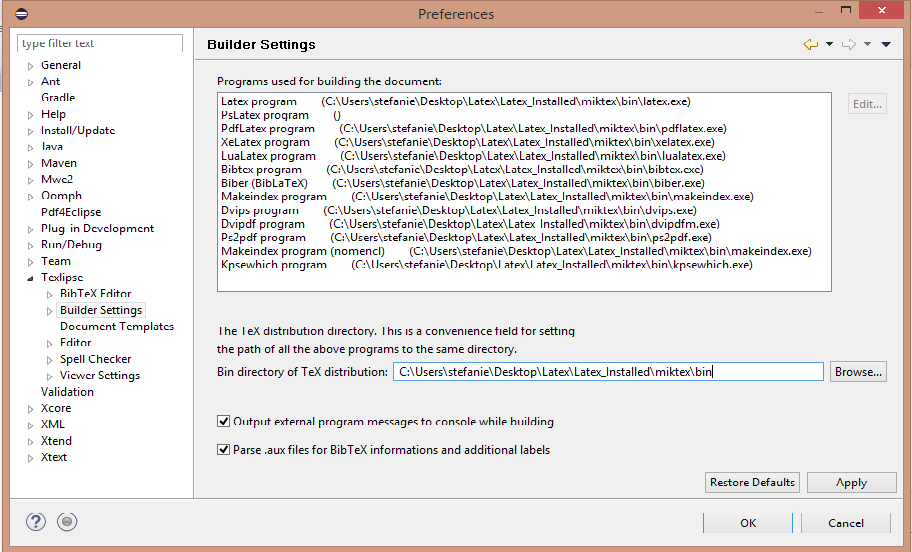 Preferences
type filter text
General
Ant
Gradle
Help
Install/Update
Java
Maven
Mwe2
Oomph
Pdf4Eclipse
Plug-in Development
Run/Debug
Team
Texlipse
BibTeX Editor
Builder Settings
Document Templates
Editor
Spell Checker
Viewer Settings
Validation
Xcore
XML
Xtend
Xtext
Builder Settings
Programs used for building the document:
Latex program (C:\Users\stefanie\Desktop\Latex\Latex_Installed\miktex\bin\latex.exe)
PsLatex program ()
PdfLatex program (C:\Users\stefanie\Desktop\Latex\Latex_Installed\miktex\bin\pdflatex.exe)
XeLatex program (C:\Users\stefanie\Desktop\Latex\Latex_Installed\miktex\bin\xelatex.exe)
LuaLatex program (C:\Users\stefanie\Desktop\Latex\Latex_Installed\miktex\bin\lualatex.exe)
Bibtex program (C:\Users\stefanie\Desktop\Latex\Latex_Installed\miktex\bin\bibtex.exe)
Biber (BibLaTeX) (C:\Users\stefanie\Desktop\Latex\Latex_Installed\miktex\bin\biber.exe)
Makeindex program (C:\Users\stefanie\Desktop\Latex\Latex_Installed\miktex\bin\makeindex.exe)
Dvips program (C:\Users\stefanie\Desktop\Latex\Latex_Installed\miktex\bin\dvips.exe)
Dvipdf program (C:\Users\stefanie\Desktop\Latex\Latex_Installed\miktex\bin\dvipdfm.exe)
Ps2pdf program (C:\Users\stefanie\Desktop\Latex\Latex_Installed\miktex\bin\ps2pdf.exe)
Makeindex program (nomencl) (C:\Users\stefanie\Desktop\Latex\Latex_Installed\miktex\bin\makeindex.exe)
Kpsewhich program (C:\Users\stefanie\Desktop\Latex\Latex_Installed\miktex\bin\kpsewhich.exe)
Edit...
The TeX distribution directory. This is a convenience field for setting
the path of all the above programs to the same directory.
Bin directory of TeX distribution: C:\Users\stefanie\Desktop\Latex\Latex_Installed\miktex\bin Browse...
Output external program messages to console while building
Parse .aux files for BibTeX informations and additional labels
Restore Defaults Apply
OK Cancel